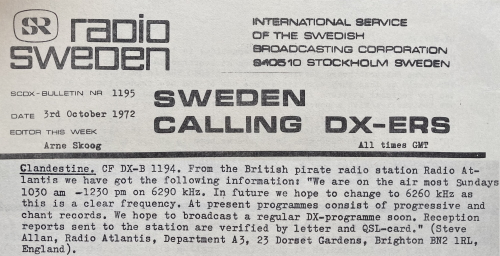 SR radio
sweden
INTERNATIONAL SERVICE
OF THE SWEDISH
BROADCASTING CORPORATION
S-10510 STOCKHOLM SWEDEN
SCDX-BULLETIN NR 1195
DATE 3rd October 1972
EDITOR THIS WEEK
Arne Skoog
SWEDEN
CALLING DX-ERS
All times GMT
Clandestine. CF DX-B 1194. From the British pirate radio station Radio At-
lantis we have got the following information: "We are on the air most Sundays
1030 am -1230 pm on 6290 kHz. In future we hope to change to 6260 kHz as
this is a clear frequency. At present programmes consist of progressive and
chant records. We hope to broadcast a regular DX-programme soon. Reception
reports sent to the station are verified by letter and QSL-card." (Steve
Allan, Radio Atlantis, Department A3, 23 Dorset Gardens, Brighton BN2 1RL,
England).